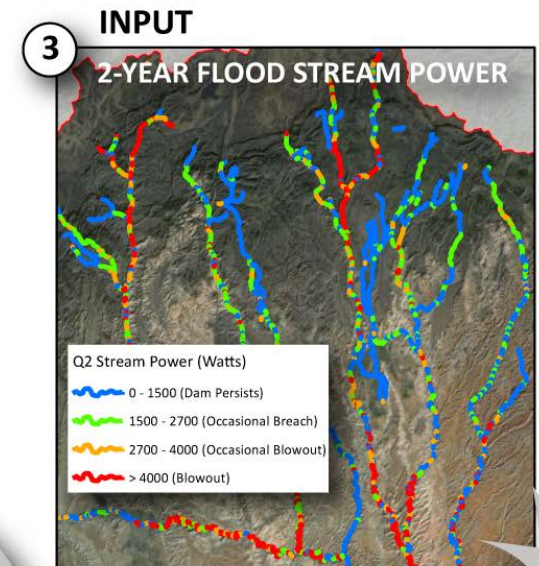 INPUT
3
2-YEAR FLOOD STREAM POWER
Q2 Stream Power (Watts)
0 - 1500 (Dam Persists)
1500 - 2700 (Occasional Breach)
2700 - 4000 (Occasional Blowout)
> 4000 (Blowout)